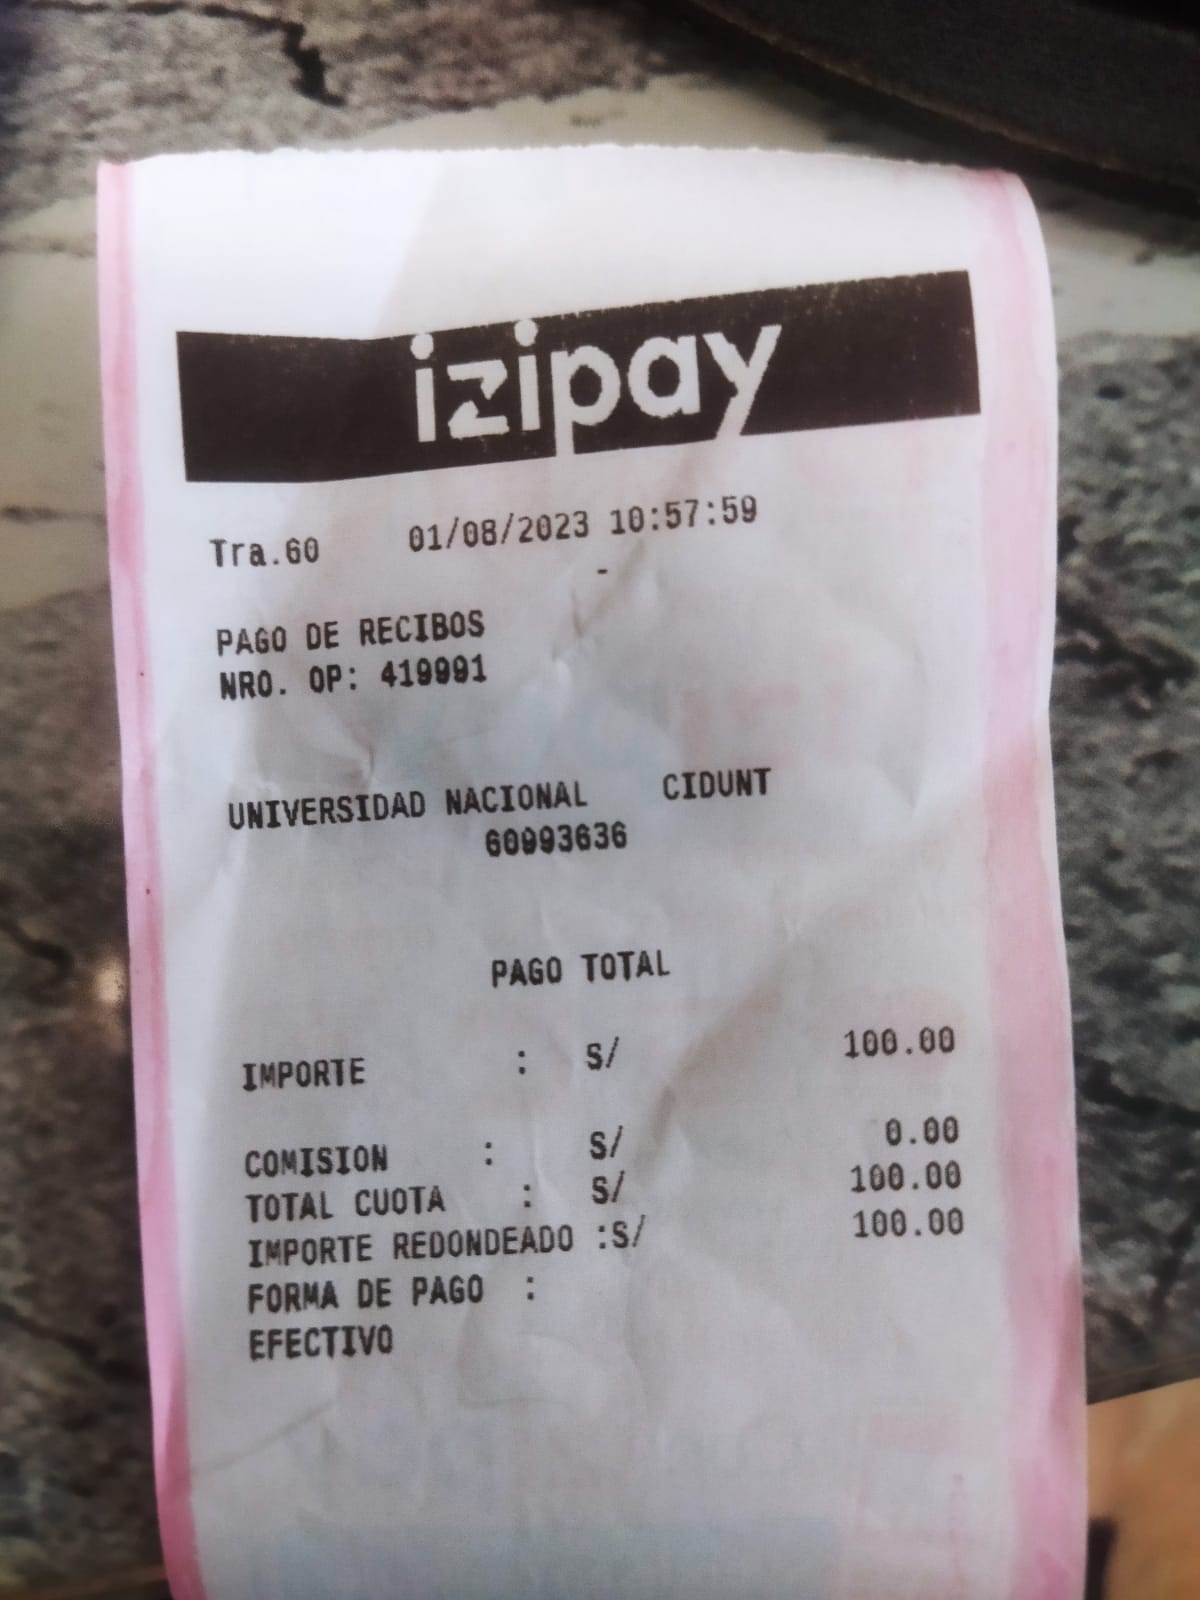 izipay
Tra.60 01/08/2023 10:57:59
-
PAGO DE RECIBOS
NRO. OP: 419991
UNIVERSIDAD NACIONAL CIDUNT
60993636
PAGO TOTAL
IMPORTE : S/ 100.00
COMISION : S/ 0.00
TOTAL CUOTA : S/ 100.00
IMPORTE REDONDEADO :S/ 100.00
FORMA DE PAGO :
EFECTIVO